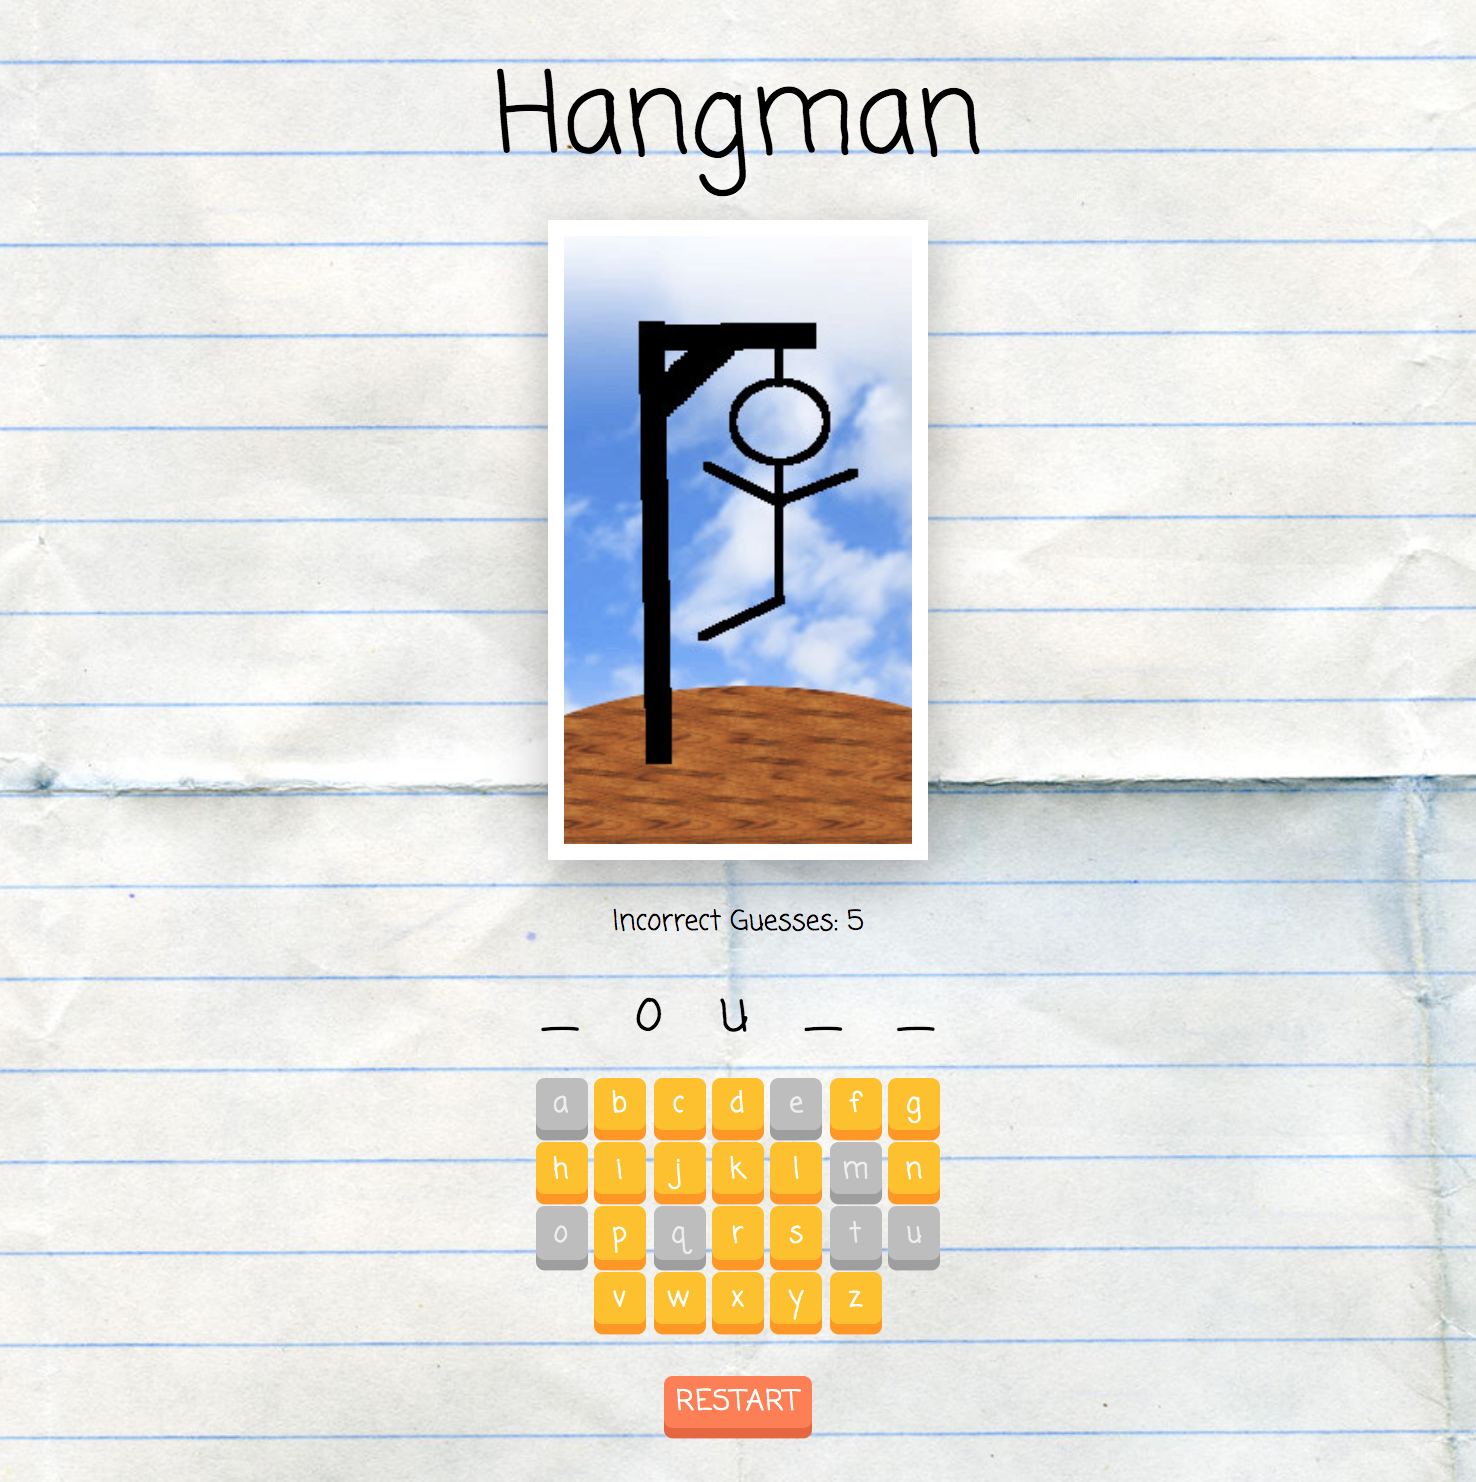 Hangman
Incorrect Guesses: 5
_ o u _ _
a b c d e f g
h i j k l m n
o p q r s t u
v w x y z
RESTART